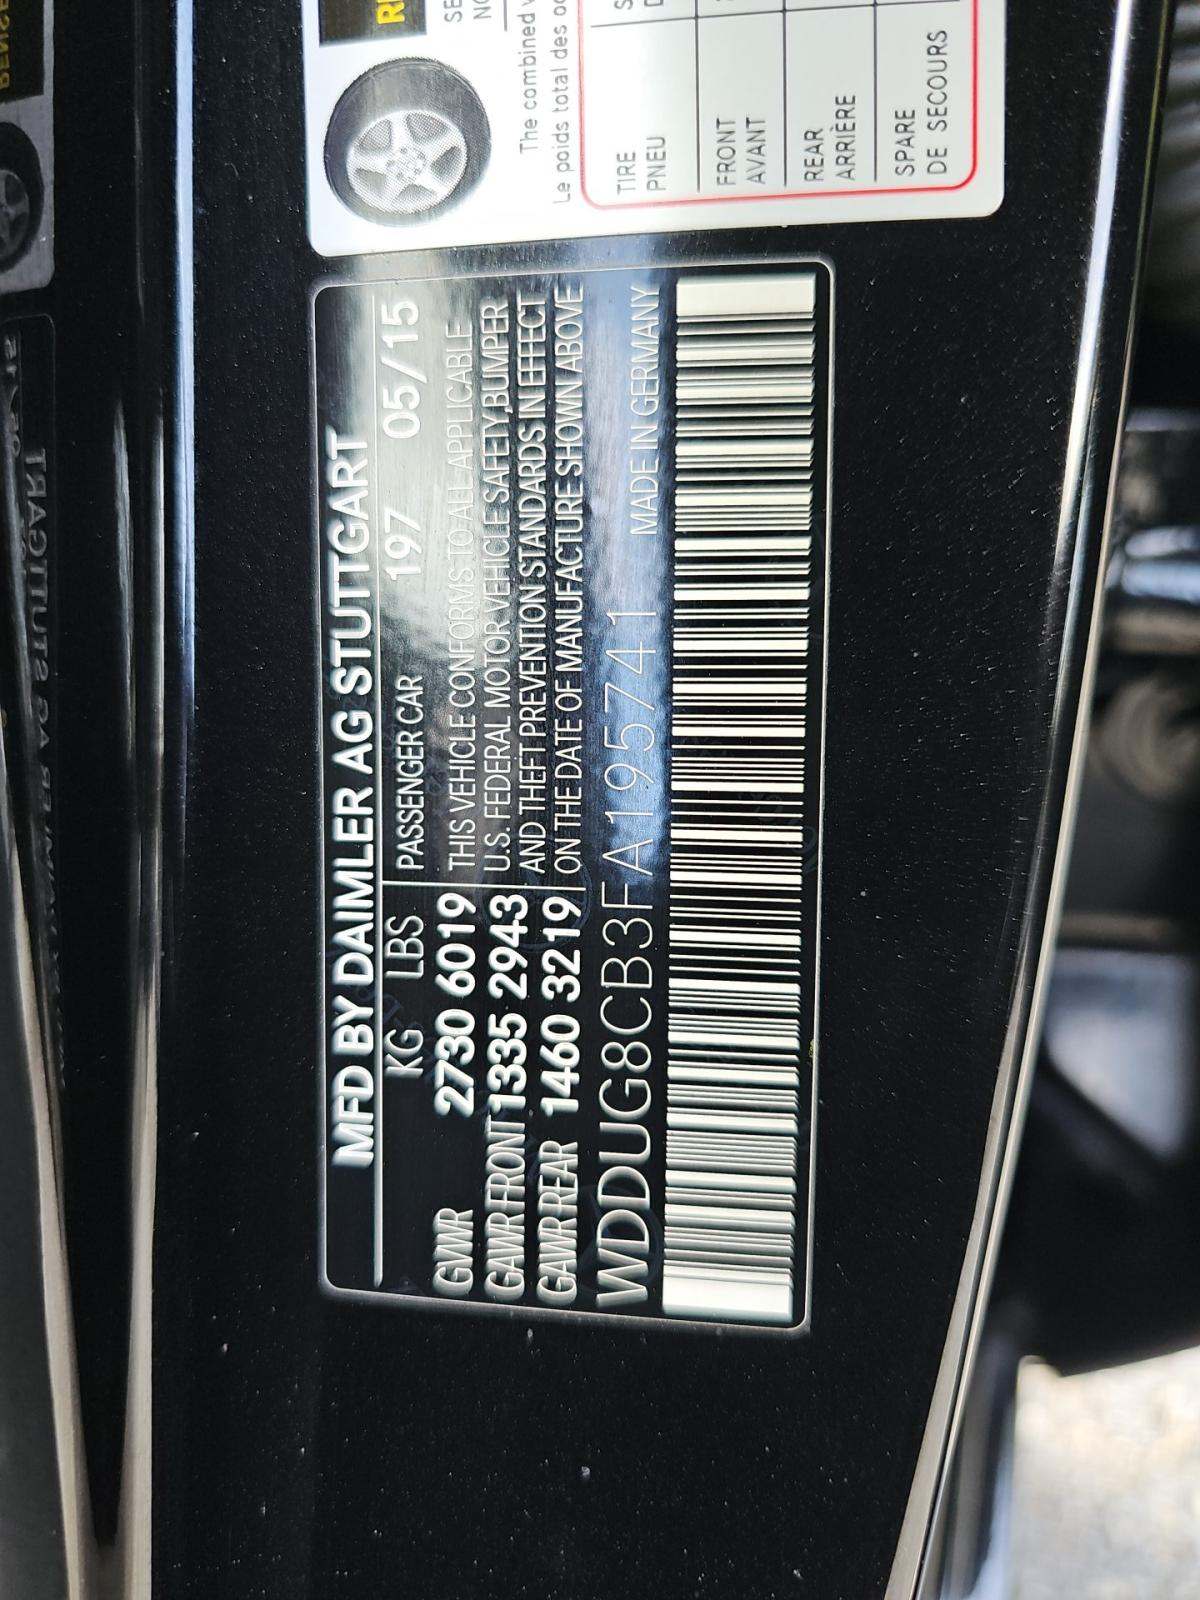 MFD BY DAIMLER AG STUTTGART
KG LBS PASSENGER CAR 197 05/15
GVWR 2730 6019 THIS VEHICLE CONFORMS TO ALL APPLICABLE
GAWR FRONT 1335 2943 U.S. FEDERAL MOTOR VEHICLE SAFETY,BUMPER
AND THEFT PREVENTION STANDARDS IN EFFECT
GAWR REAR 1460 3219 ON THE DATE OF MANUFACTURE SHOWN ABOVE
WDDUG8CB3FA195741 MADE IN GERMANY
The combined
Le poids total des
TIRE
PNEU
FRONT
AVANT
REAR
ARRIÈRE
SPARE
DE SECOURS